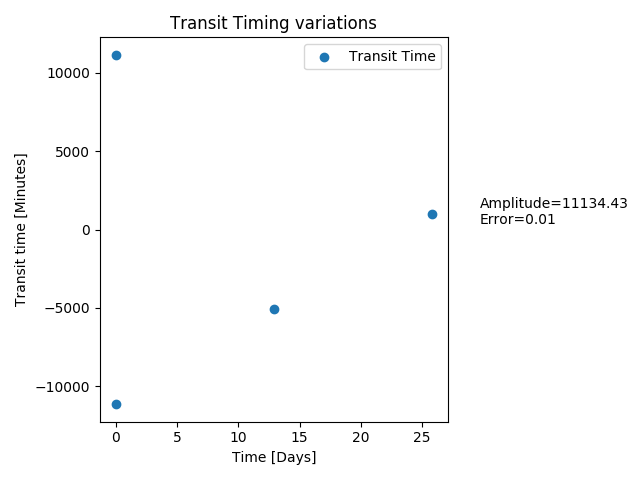 Transit Timing variations
Transit Time
Transit time [Minutes]
10000
5000
0
−5000
−10000
0 5 10 15 20 25
Time [Days]
Amplitude=11134.43
Error=0.01